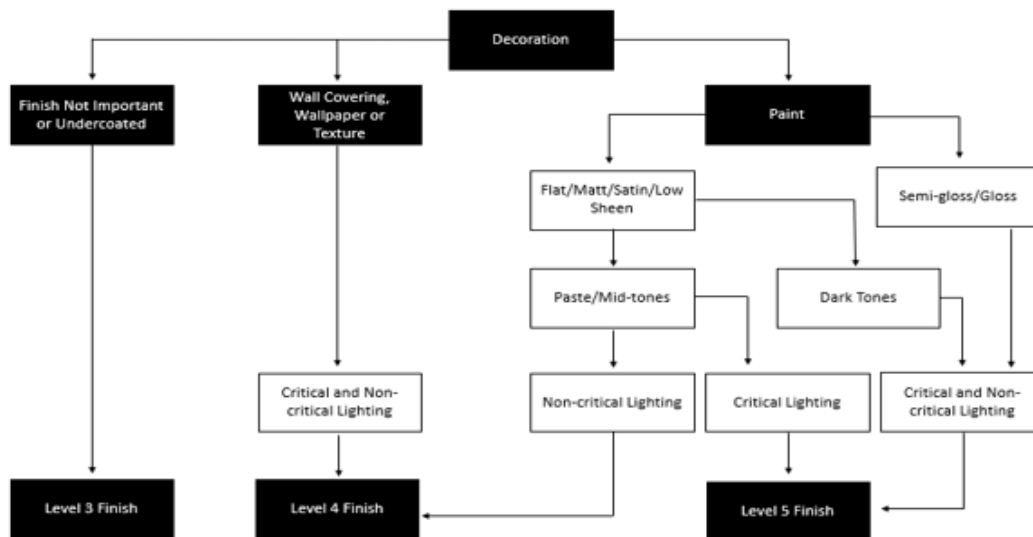 Decoration
Finish Not Important
or Undercoated
Wall Covering,
Wallpaper or
Texture
Paint
Flat/Matt/Satin/Low
Sheen
Semi-gloss/Gloss
Paste/Mid-tones
Dark Tones
Critical and Non-
critical Lighting
Non-critical Lighting
Critical Lighting
Critical and Non-
critical Lighting
Level 3 Finish
Level 4 Finish
Level 5 Finish